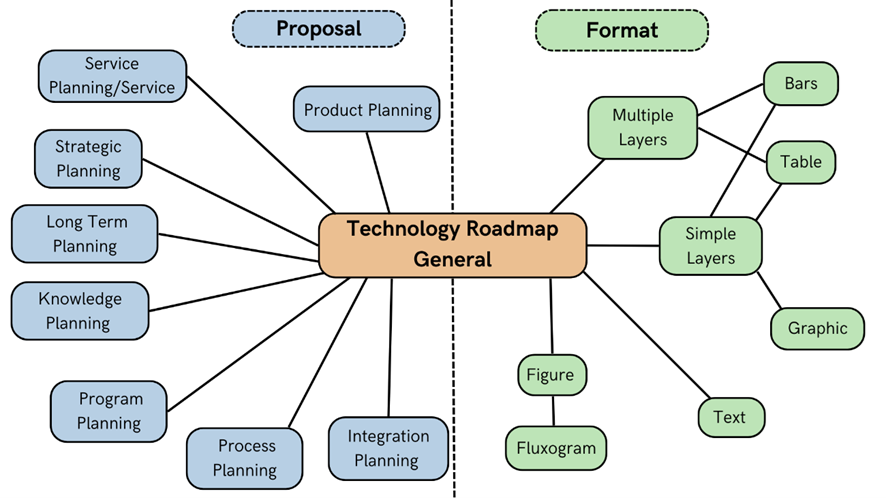 Proposal
Format
Service
Planning/Service
Product Planning
Strategic
Planning
Long Term
Planning
Knowledge
Planning
Program
Planning
Process
Planning
Integration
Planning
Technology Roadmap
General
Multiple
Layers
Bars
Table
Simple
Layers
Graphic
Figure
Fluxogram
Text